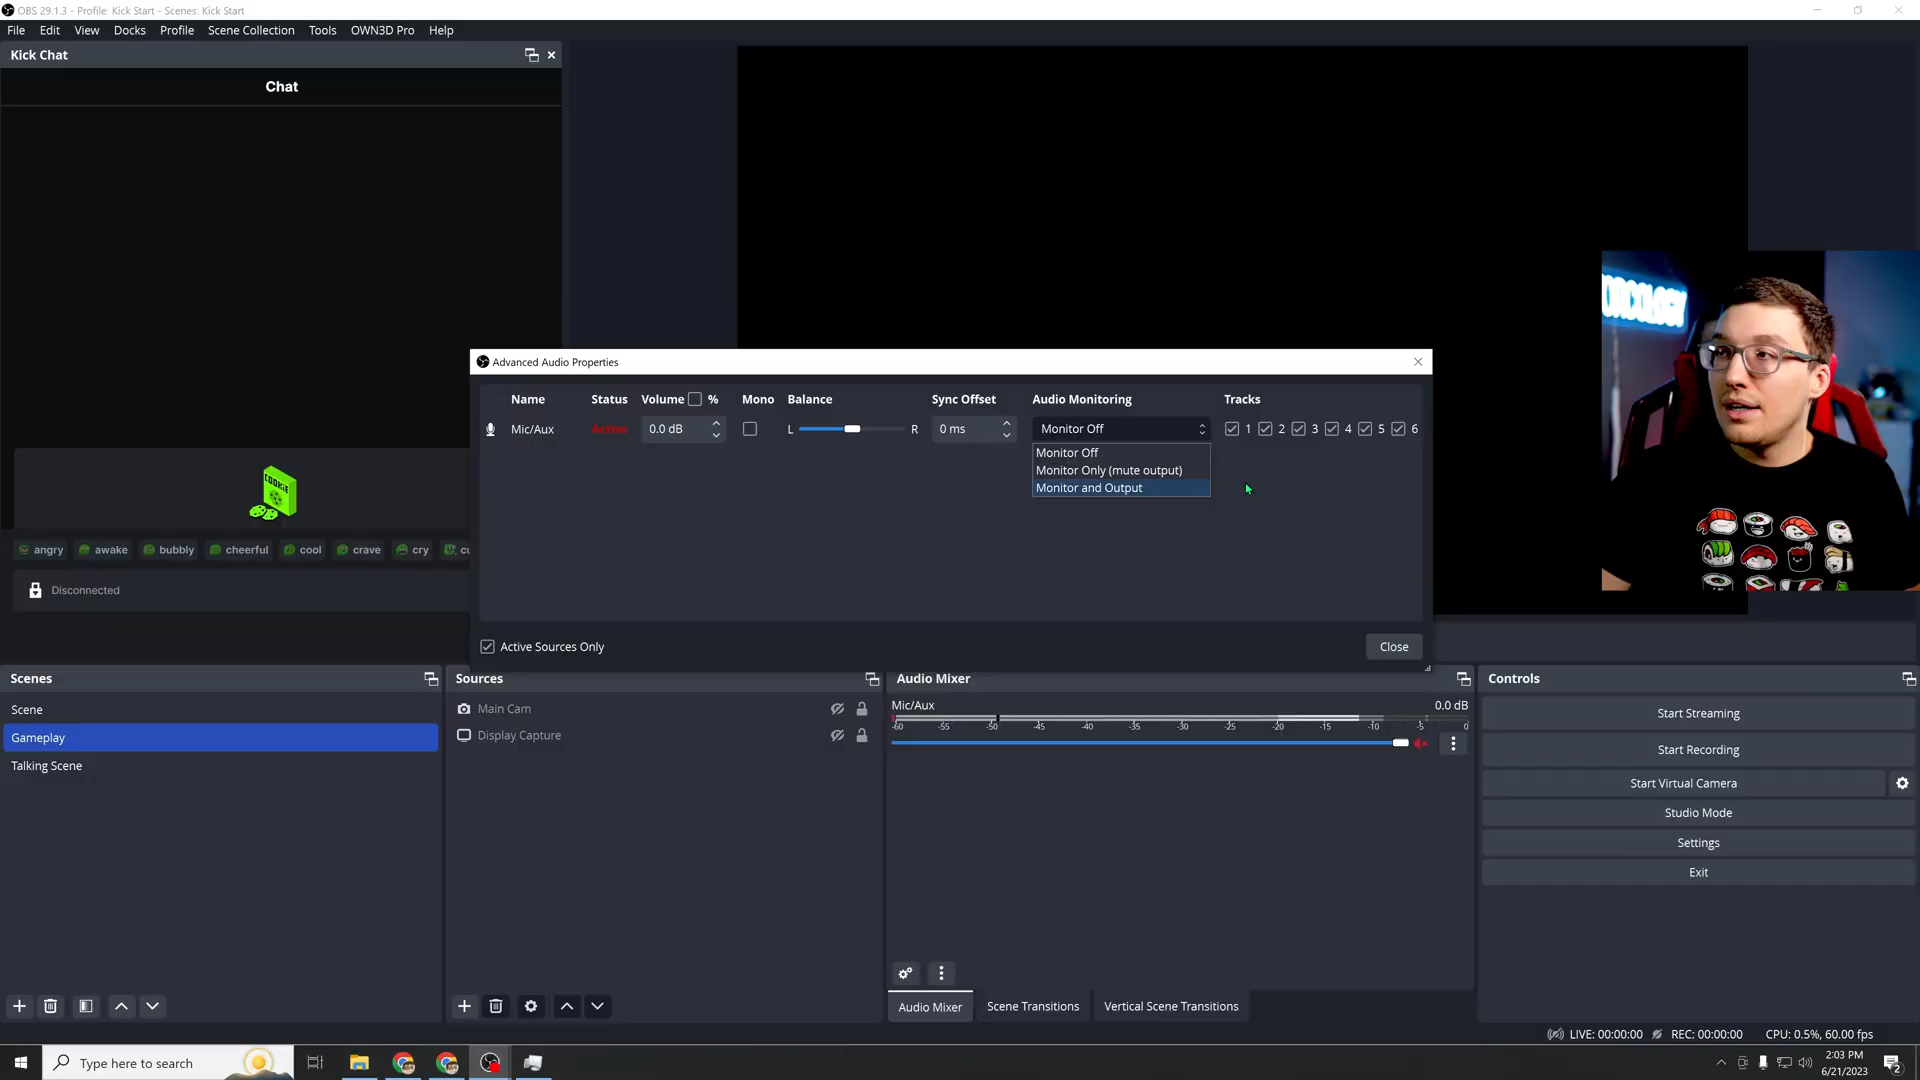 OBS 29.1.3 - Profile: Kick Start - Scenes: Kick Start
File Edit View Docks Profile Scene Collection Tools OWN3D Pro Help
Kick Chat
Chat
COOKIE
angry awake bubbly cheerful cool crave cry
Disconnected
Advanced Audio Properties
Name Status Volume % Mono Balance Sync Offset Audio Monitoring Tracks
Mic/Aux Active 0.0 dB L R 0 ms Monitor Off 1 2 3 4 5 6
Monitor Off
Monitor Only (mute output)
Monitor and Output
Active Sources Only
Close
Scenes
Scene
Gameplay
Talking Scene
Sources
Main Cam
Display Capture
Audio Mixer
Mic/Aux 0.0 dB
-60 -55 -50 -45 -40 -35 -30 -25 -20 -15 -10 -5 0
Audio Mixer Scene Transitions Vertical Scene Transitions
Controls
Start Streaming
Start Recording
Start Virtual Camera
Studio Mode
Settings
Exit
LIVE: 00:00:00 REC: 00:00:00 CPU: 0.5%, 60.00 fps
Type here to search
2:03 PM
6/21/2023
2